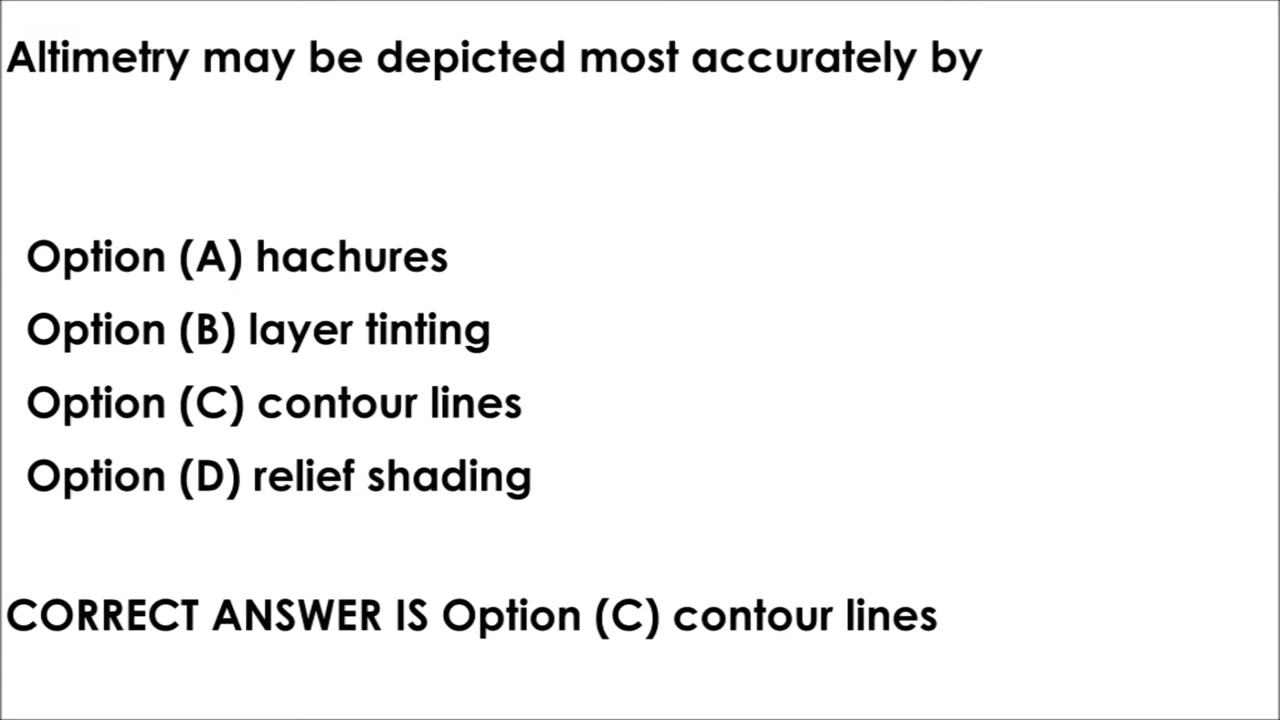 Altimetry may be depicted most accurately by
Option (A) hachures
Option (B) layer tinting
Option (C) contour lines
Option (D) relief shading
CORRECT ANSWER IS Option (C) contour lines